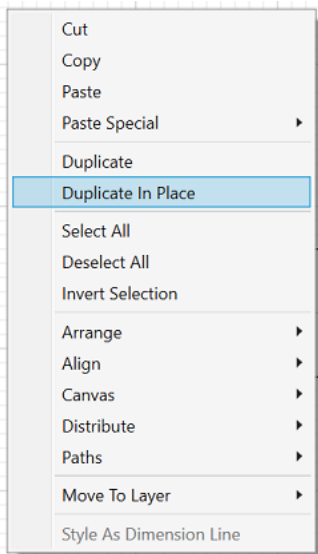 Cut
Copy
Paste
Paste Special
Duplicate
Duplicate In Place
Select All
Deselect All
Invert Selection
Arrange
Align
Canvas
Distribute
Paths
Move To Layer
Style As Dimension Line